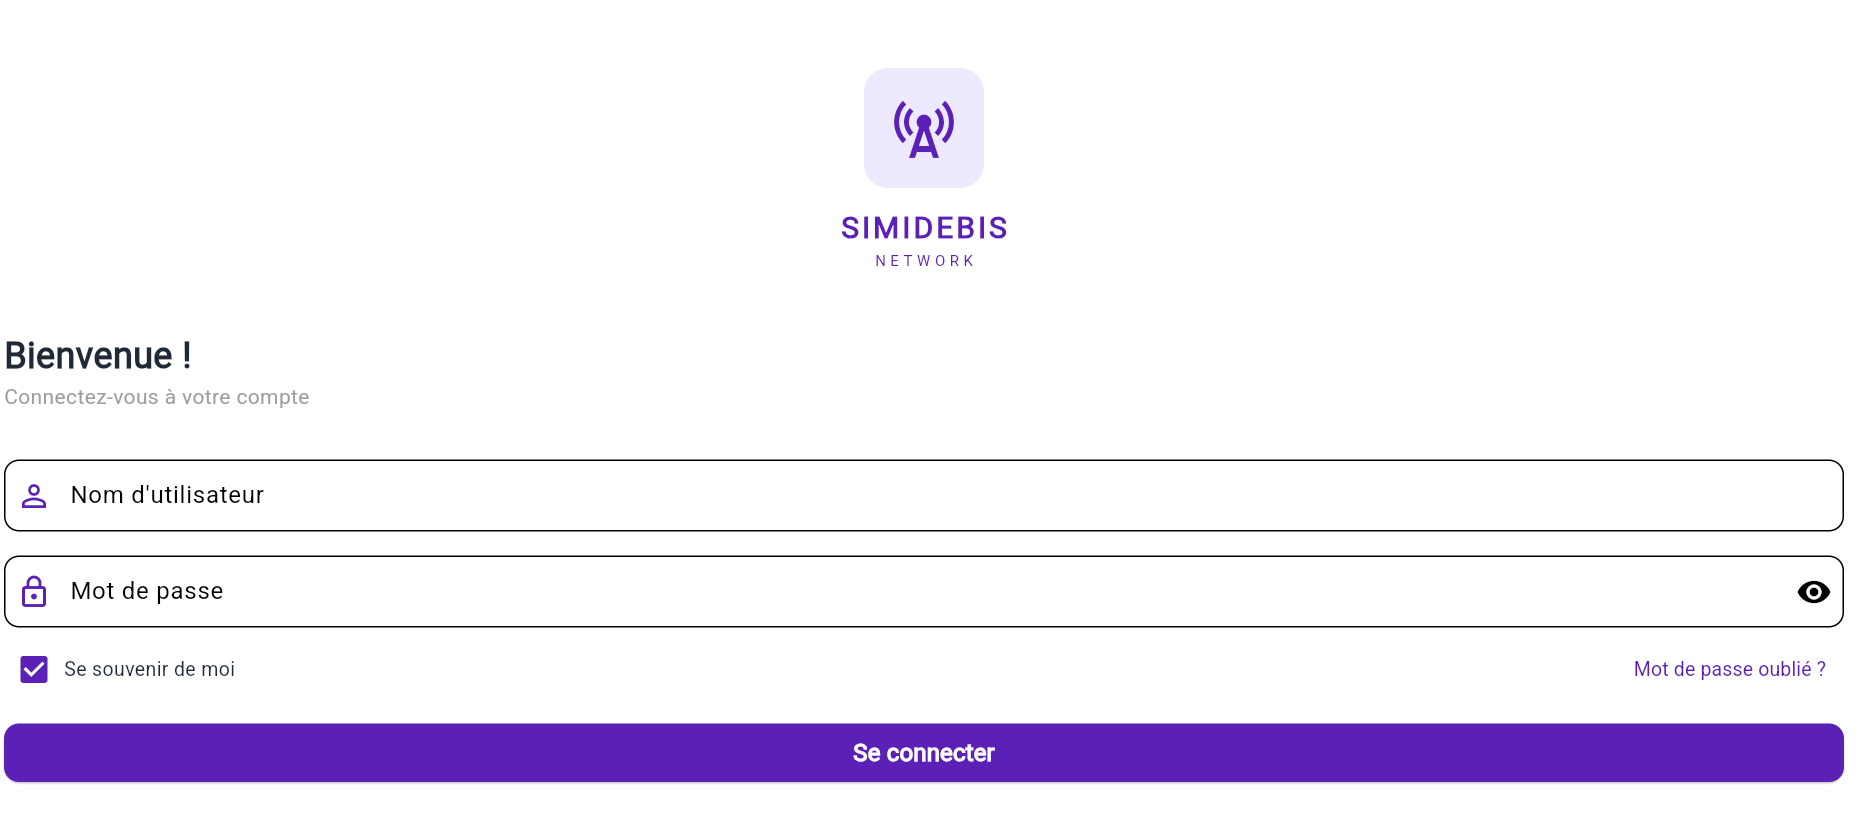 SIMIDEBIS
NETWORK
Bienvenue !
Connectez-vous à votre compte
Nom d'utilisateur
Mot de passe
Se souvenir de moi
Mot de passe oublié ?
Se connecter